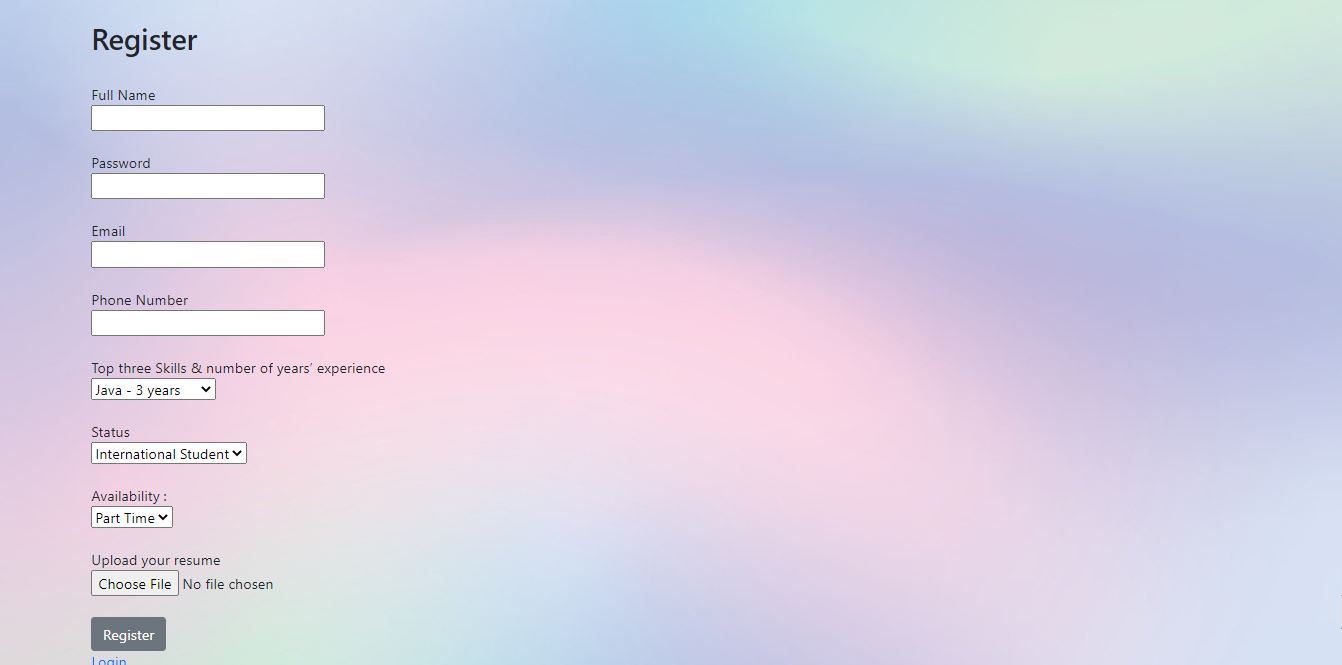 Register
Full Name
Password
Email
Phone Number
Top three Skills & number of years’ experience
Java - 3 years
Status
International Student
Availability :
Part Time
Upload your resume
Choose File No file chosen
Register
Login